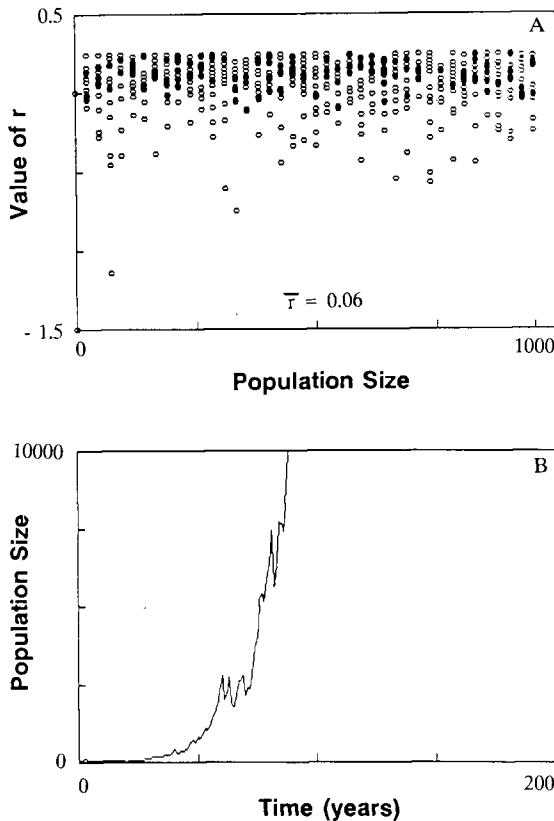 A
0.5
Value of r
r̅ = 0.06
- 1.5
0
1000
Population Size
10000
B
Population Size
0
0
200
Time (years)